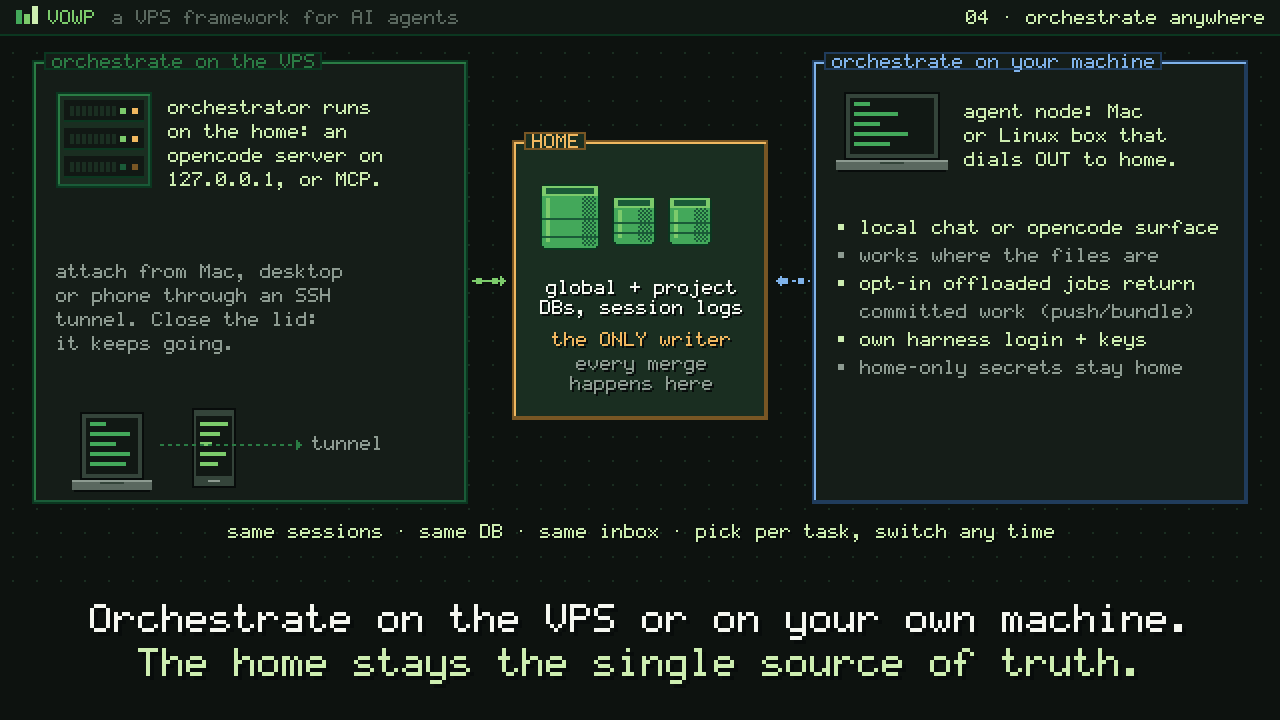 VOWP a VPS framework for AI agents
04 · orchestrate anywhere
orchestrate on the VPS
orchestrator runs
on the home: an
opencode server on
127.0.0.1, or MCP.
attach from Mac, desktop
or phone through an SSH
tunnel. Close the lid:
it keeps going.
tunnel
HOME
global + project
DBs, session logs
the ONLY writer
every merge
happens here
orchestrate on your machine
agent node: Mac
or Linux box that
dials OUT to home.
▪ local chat or opencode surface
▪ works where the files are
▪ opt-in offloaded jobs return
committed work (push/bundle)
▪ own harness login + keys
▪ home-only secrets stay home
same sessions · same DB · same inbox · pick per task, switch any time
Orchestrate on the VPS or on your own machine.
The home stays the single source of truth.